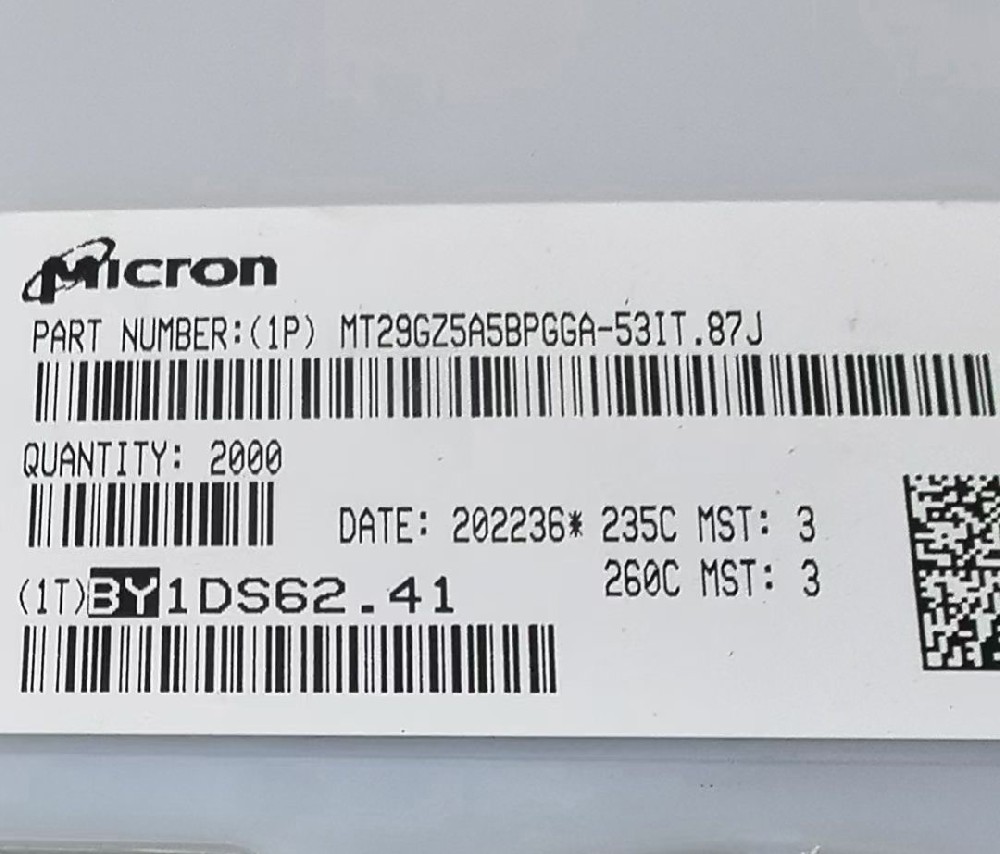 Micron
PART NUMBER:(1P) MT29GZ5A5BPGGA-53IT.87J
QUANTITY: 2000
DATE: 202236* 235C MST: 3
260C MST: 3
(1T)BY1DS62.41